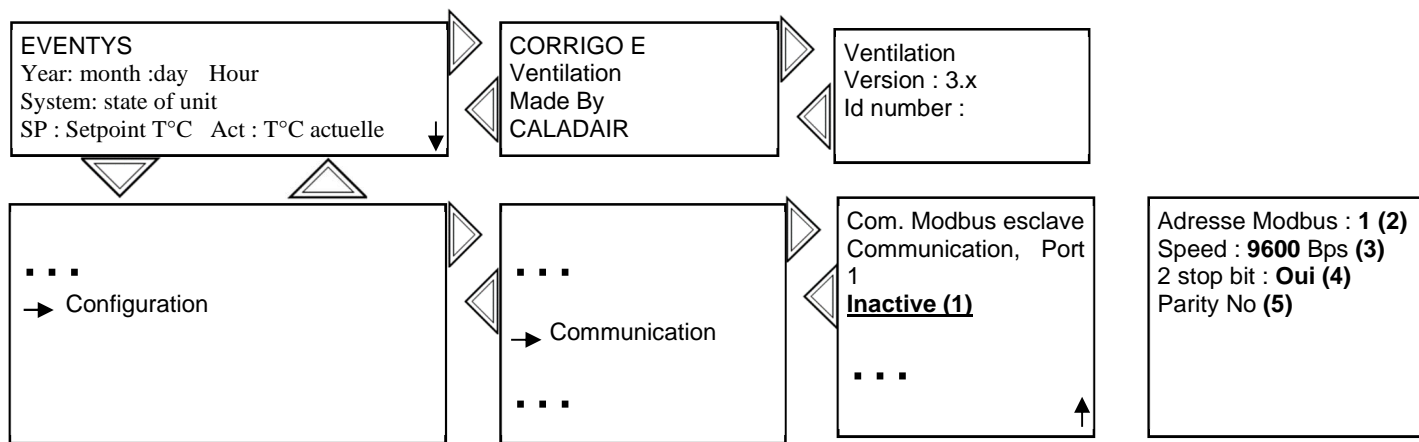 EVENTYS
Year: month :day Hour
System: state of unit
SP : Setpoint T°C Act : T°C actuelle
CORRIGO E
Ventilation
Made By
CALADAIR
Ventilation
Version : 3.x
Id number :
...
Configuration
...
Communication
...
Com. Modbus esclave
Communication, Port
1
Inactive (1)
...
Adresse Modbus : 1 (2)
Speed : 9600 Bps (3)
2 stop bit : Oui (4)
Parity No (5)